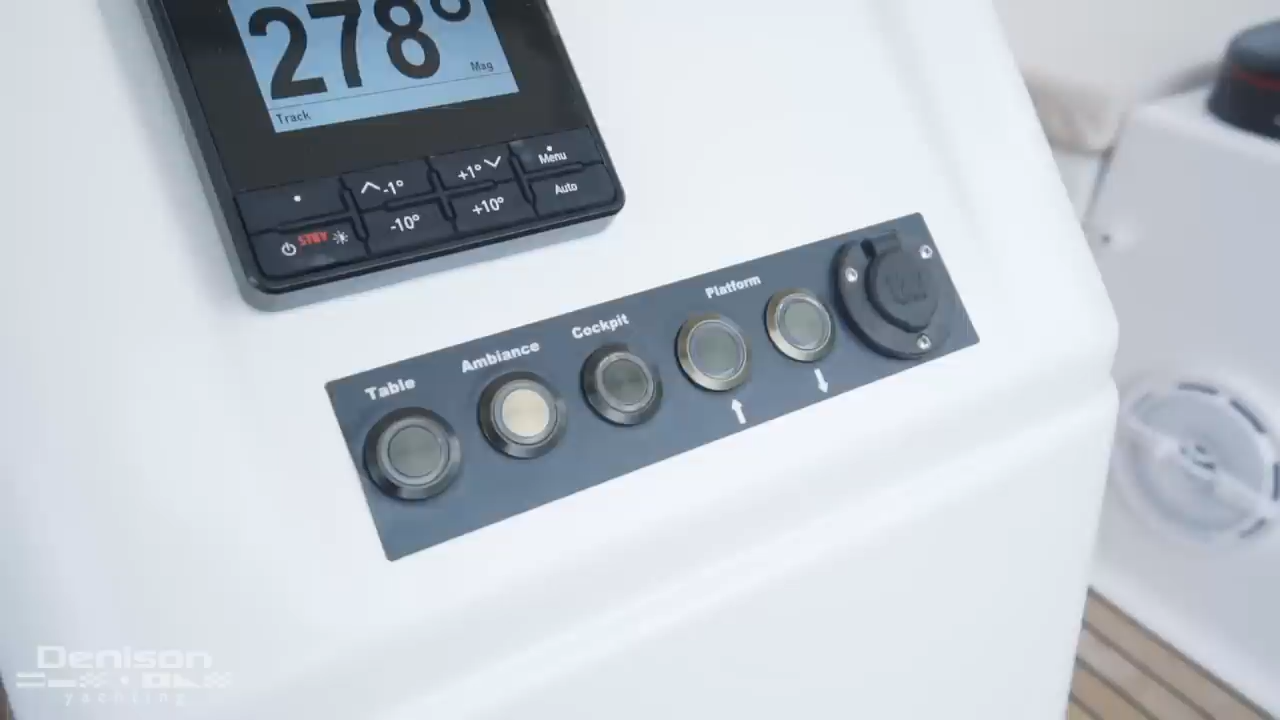 278°
Mag
Track
-1°
+1°
Menu
STBY
-10°
+10°
Auto
Table
Ambiance
Cockpit
Platform
Denison
yachting